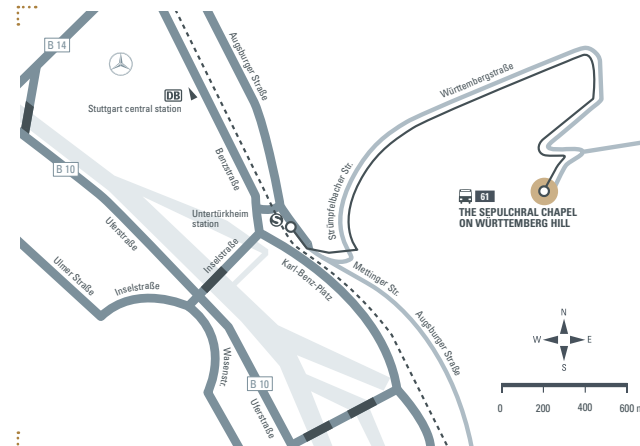 B 14
Augsburger Straße
DB
Stuttgart central station
Württembergstraße
B 10
Benzstraße
Strümpfelbacher Str.
61
THE SEPULCHRAL CHAPEL
ON WÜRTTEMBERG HILL
Untertürkheim
station
S
Uferstraße
Inselstraße
Karl-Benz-Platz
Ulmer Straße
Inselstraße
Mettinger Str.
Augsburger Straße
Wasenstr.
B 10
Uferstraße
N
W
E
S
0
200
400
600 m